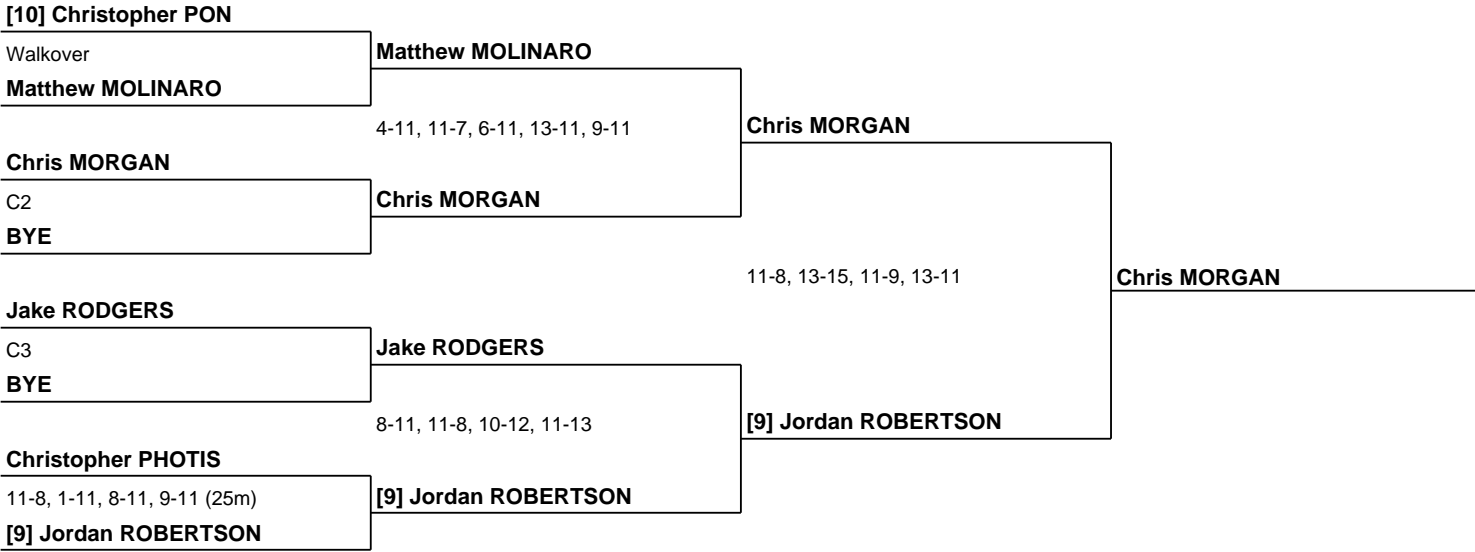 [10] Christopher PON
Walkover
Matthew MOLINARO
Matthew MOLINARO
4-11, 11-7, 6-11, 13-11, 9-11
Chris MORGAN
Chris MORGAN
C2
BYE
Chris MORGAN
11-8, 13-15, 11-9, 13-11
Chris MORGAN
Jake RODGERS
C3
BYE
Jake RODGERS
8-11, 11-8, 10-12, 11-13
[9] Jordan ROBERTSON
Christopher PHOTIS
11-8, 1-11, 8-11, 9-11 (25m)
[9] Jordan ROBERTSON
[9] Jordan ROBERTSON